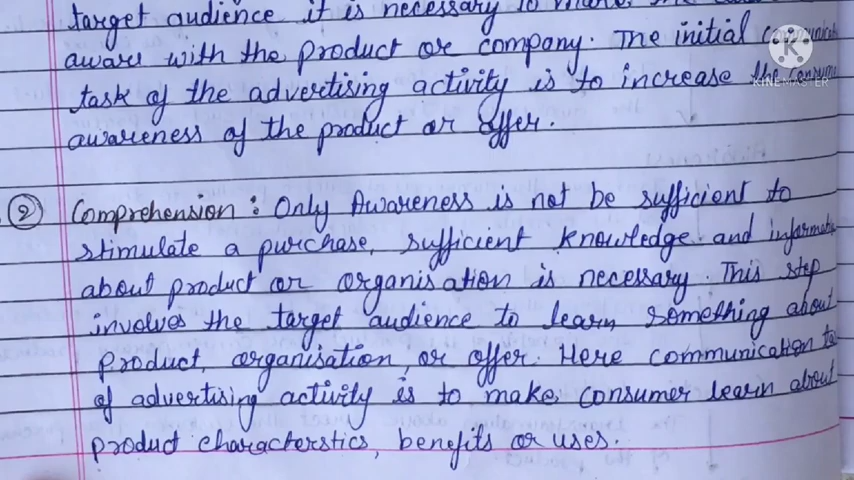 target audience it is necessary to make the
aware with the product or company. The initial
task of the advertising activity is to increase the
awareness of the product or offer.
KINEMASTER
② Comprehension : Only Awareness is not be sufficient to
stimulate a purchase, sufficient knowledge and
about product or organisation is necessary. This step
involves the target audience to learn something about
product, organisation, or offer. Here communication
of advertising activity is to make consumer learn about
product characterstics, benefits or uses.